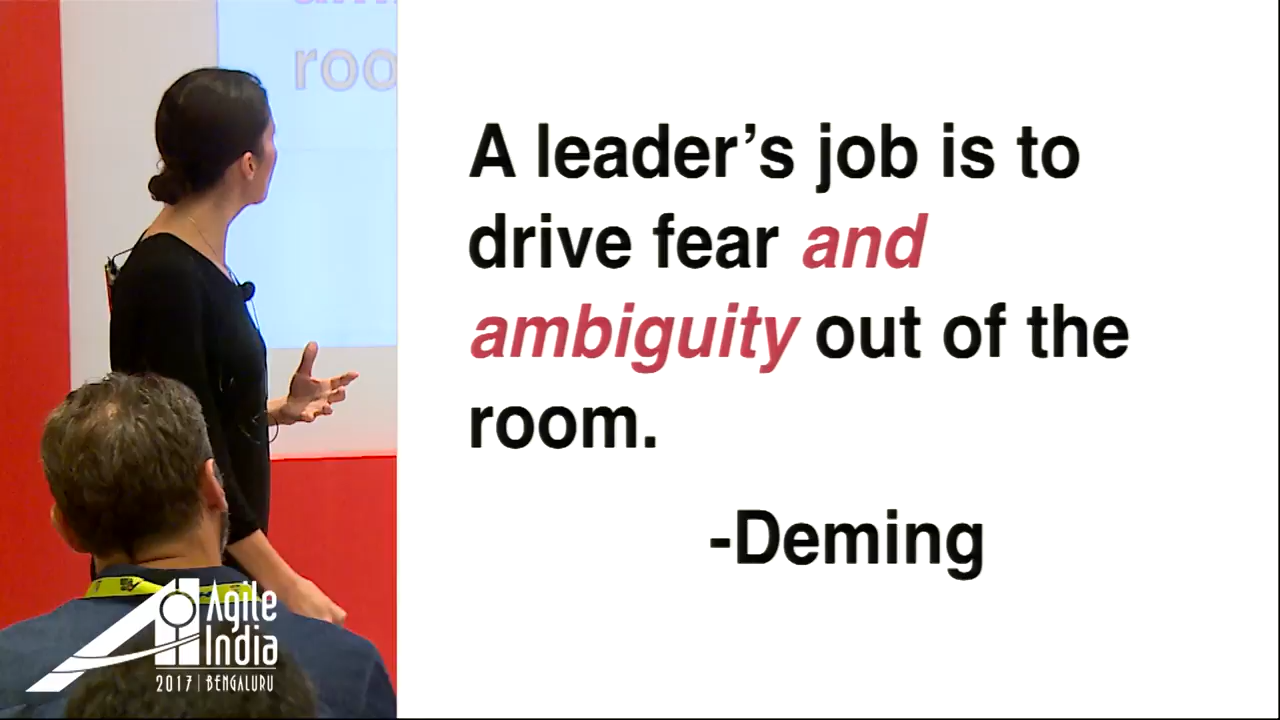 roo
A leader’s job is to
drive fear and
ambiguity out of the
room.
-Deming
Agile
India
2017 | BENGALURU